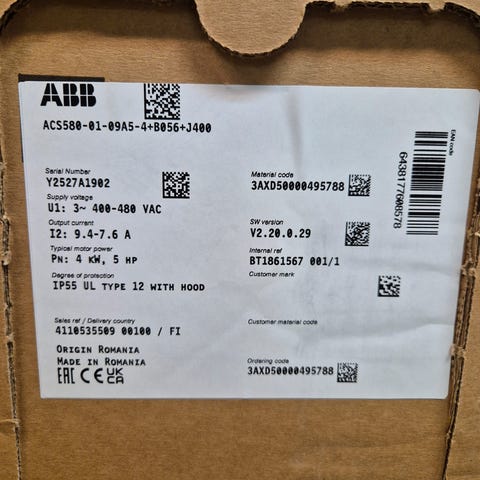 ABB
ACS580-01-09A5-4+B056+J400
Serial Number
Y2527A1902
Supply voltage
U1: 3~ 400-480 VAC
Output current
I2: 9.4-7.6 A
Typical motor power
PN: 4 kW, 5 HP
Degree of protection
IP55 UL TYPE 12 WITH HOOD
Sales ref / Delivery country
4110535509 00100 / FI
ORIGIN ROMANIA
MADE IN ROMANIA
EAC CE UK CA
Material code
3AXD50000495788
SW version
V2.20.0.29
Internal ref
BT1861567 001/1
Customer mark
Customer material code
Ordering code
3AXD50000495788
EAN code
6438177608578